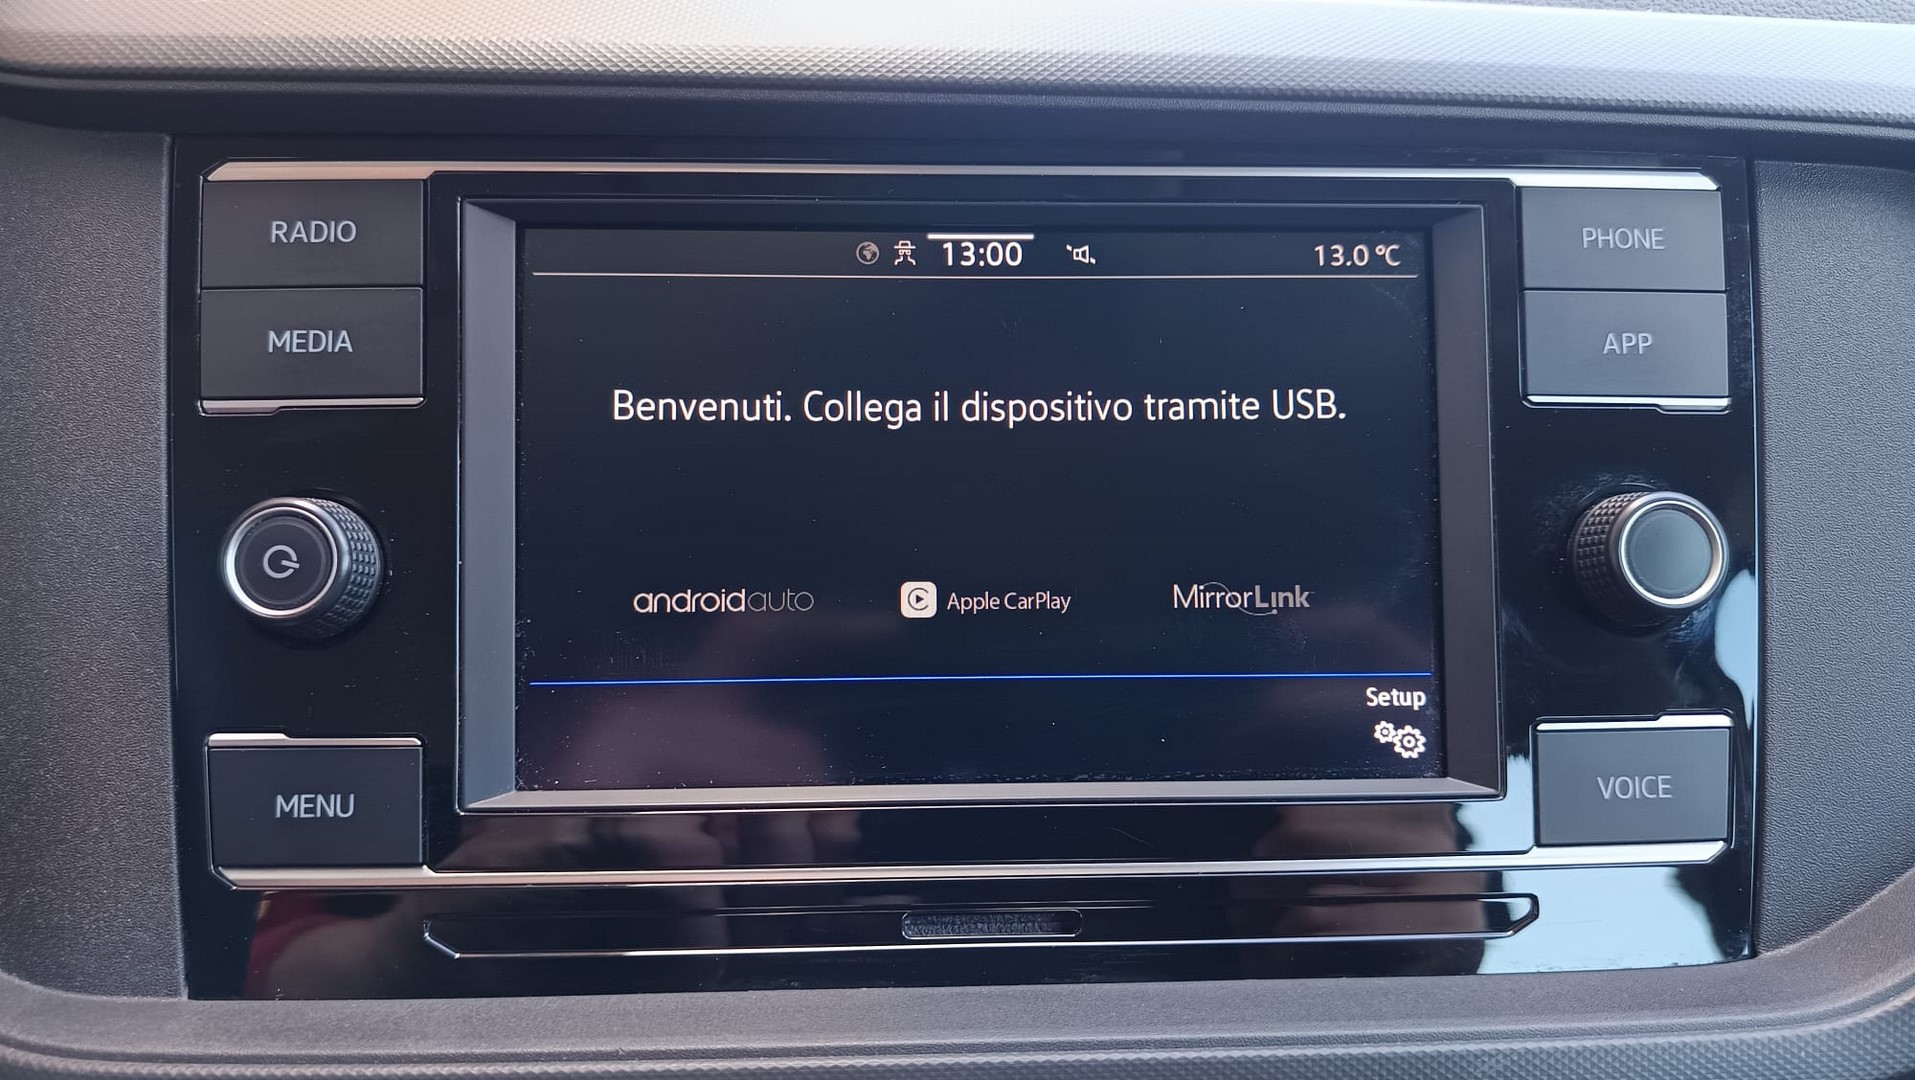 RADIO
MEDIA
MENU
13:00
13.0 °C
Benvenuti. Collega il dispositivo tramite USB.
androidauto
Apple CarPlay
MirrorLink
Setup
PHONE
APP
VOICE